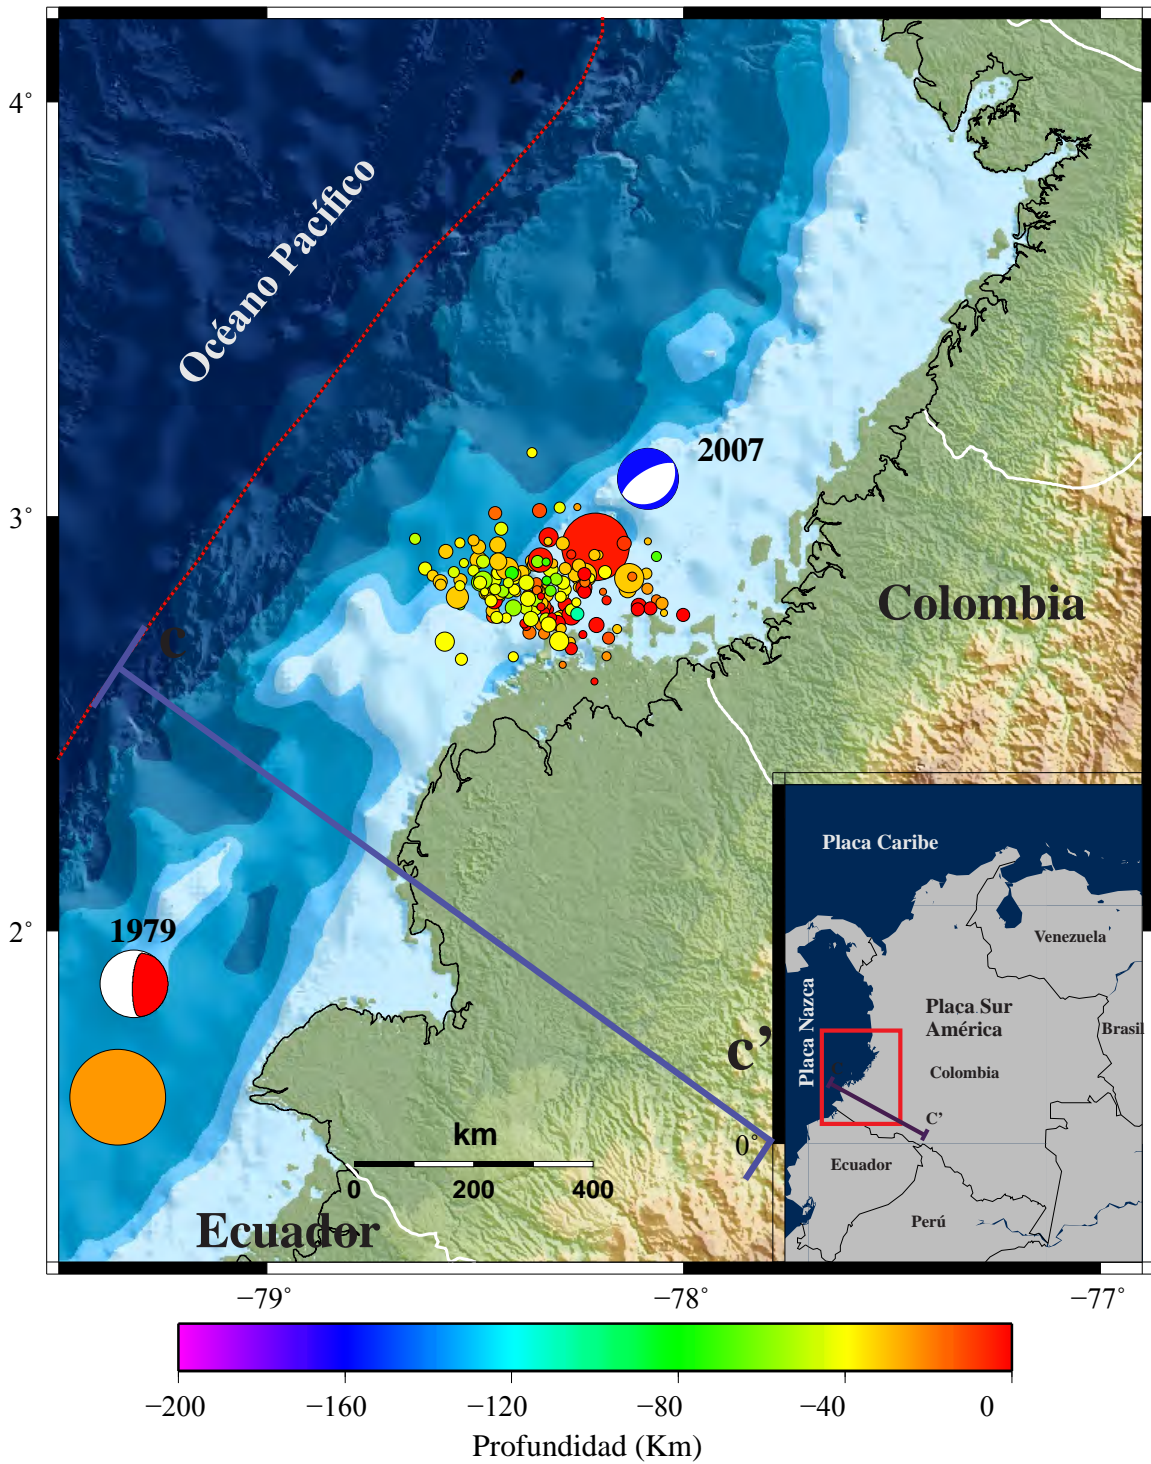 4˚
Océano Pacífico
2007
3˚
Colombia
c
Placa Caribe
1979
2˚
Venezuela
Placa Nazca
Placa Sur
América
Brasil
c'
Colombia
C'
km
0˚
0 200 400
Ecuador
Perú
Ecuador
−79˚ −78˚ −77˚
−200 −160 −120 −80 −40 0
Profundidad (Km)